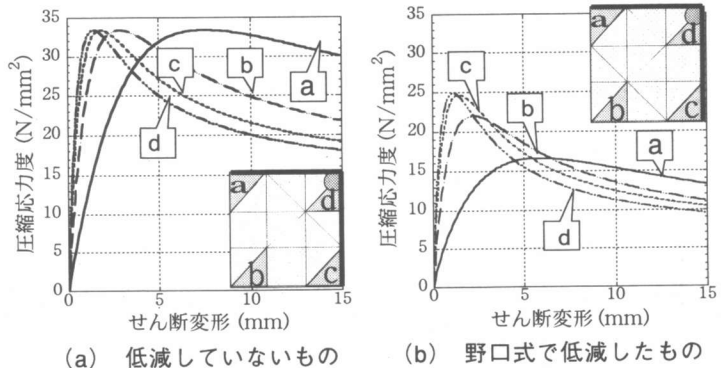 圧縮応力度 (N/mm²)
35
30
25
20
15
10
5
0
0 5 10 15
a
b
c
d
a
d
b
c
せん断変形 (mm)
(a) 低減していないもの
圧縮応力度 (N/mm²)
35
30
25
20
15
10
5
0
0 5 10 15
a
d
b
c
c
b
a
d
せん断変形 (mm)
(b) 野口式で低減したもの